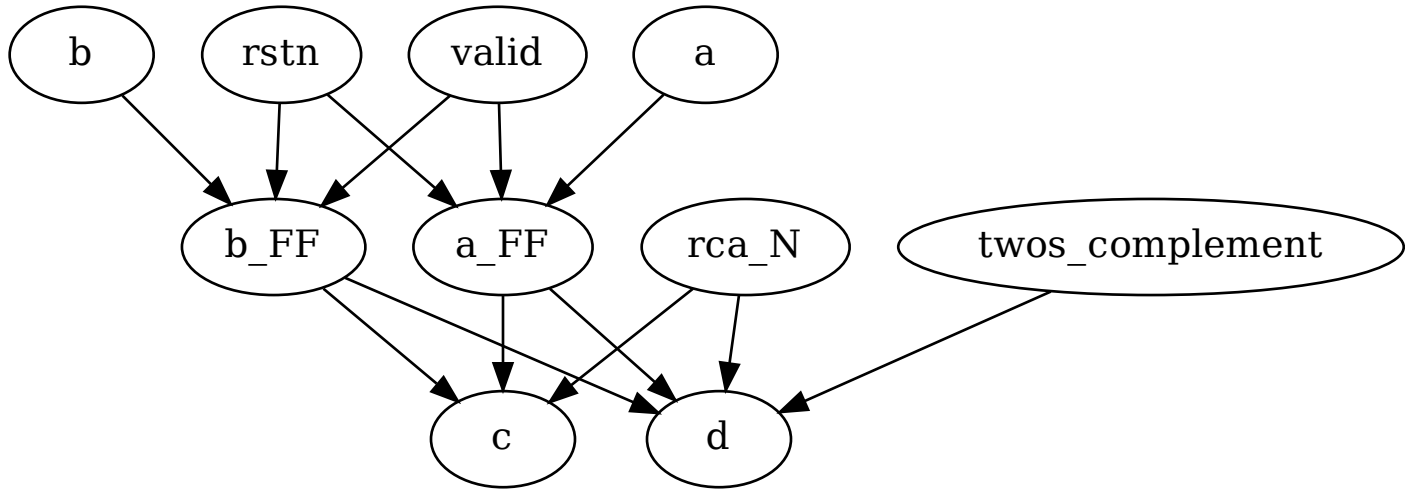 b
rstn
valid
a
b_FF
a_FF
rca_N
twos_complement
c
d